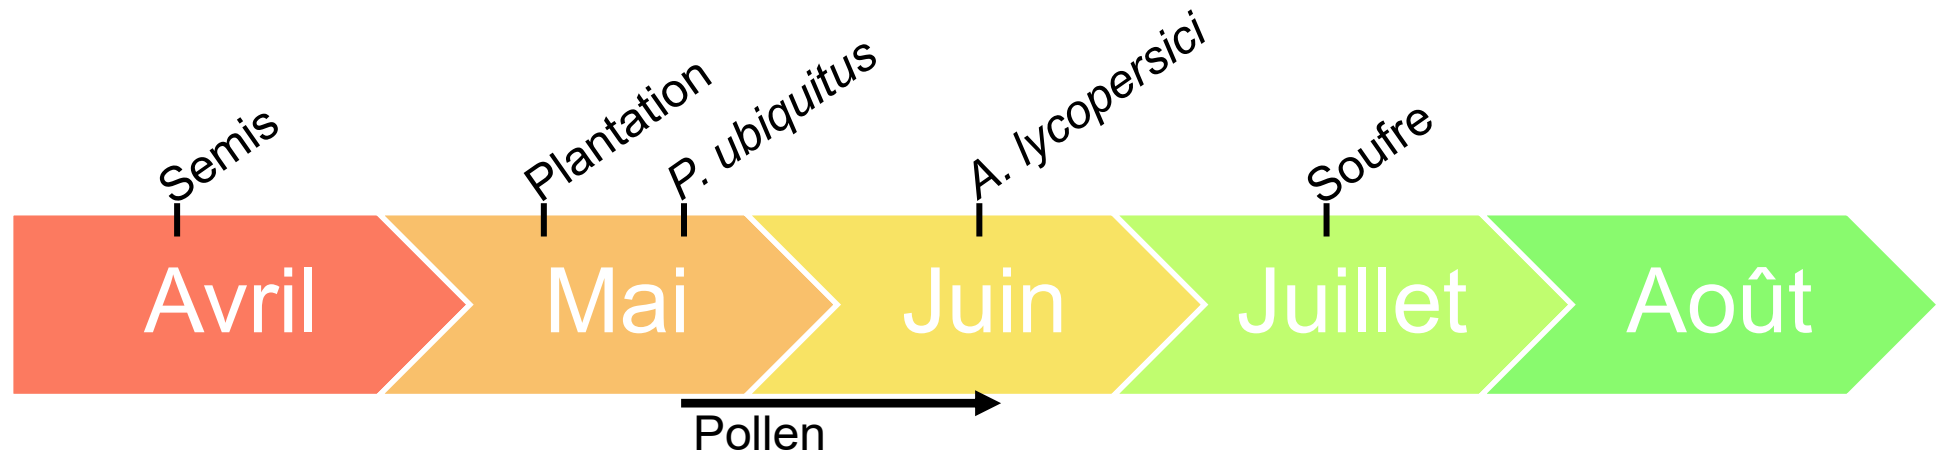 Semis
Plantation
P. ubiquitus
A. lycopersici
Soufre
Avril
Mai
Juin
Juillet
Août
Pollen